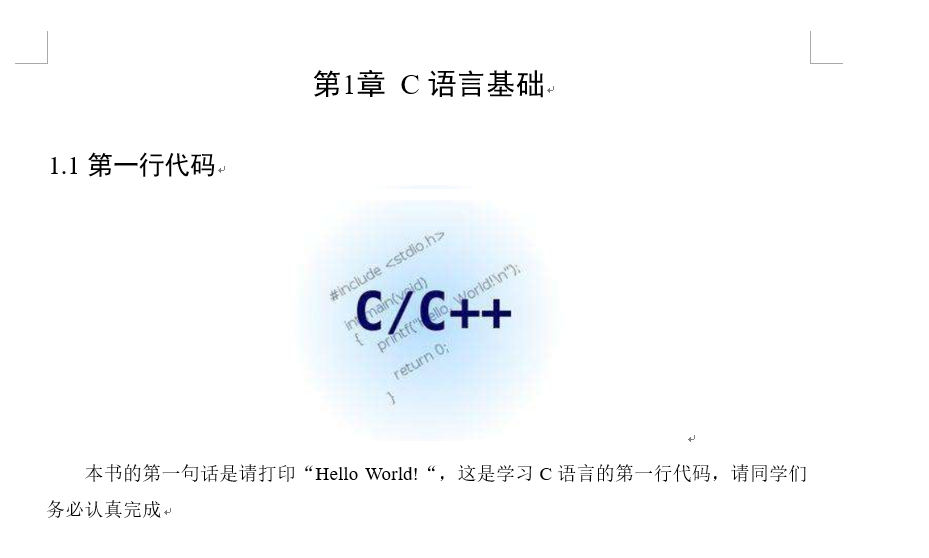 第1章 C 语言基础
1.1 第一行代码
#include <stdio.h>
int main(void)
{ printf("Hello World!\n");
return 0;
}
C/C++
本书的第一句话是请打印“Hello World!“，这是学习 C 语言的第一行代码，请同学们
务必认真完成